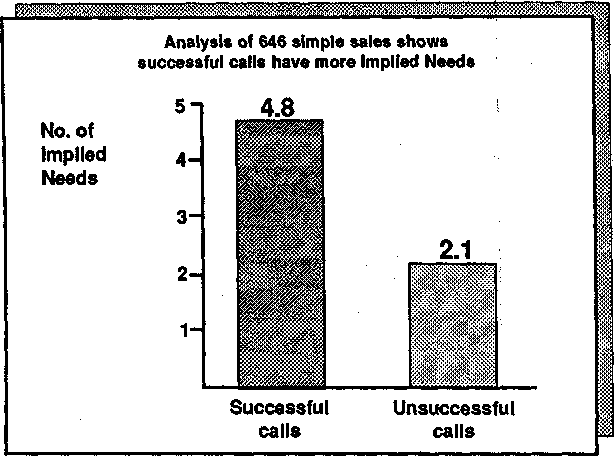 Analysis of 646 simple sales shows
successful calls have more Implied Needs
No. of
Implied
Needs
5
4
3
2
1
4.8
2.1
Successful
calls
Unsuccessful
calls